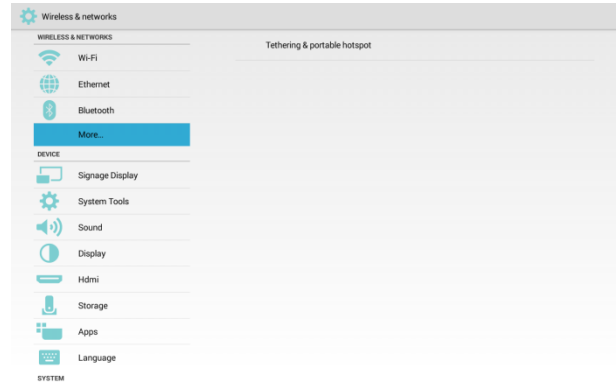 Wireless & networks
WIRELESS & NETWORKS
Wi-Fi
Ethernet
Bluetooth
More...
DEVICE
Signage Display
System Tools
Sound
Display
Hdmi
Storage
Apps
Language
SYSTEM
Tethering & portable hotspot